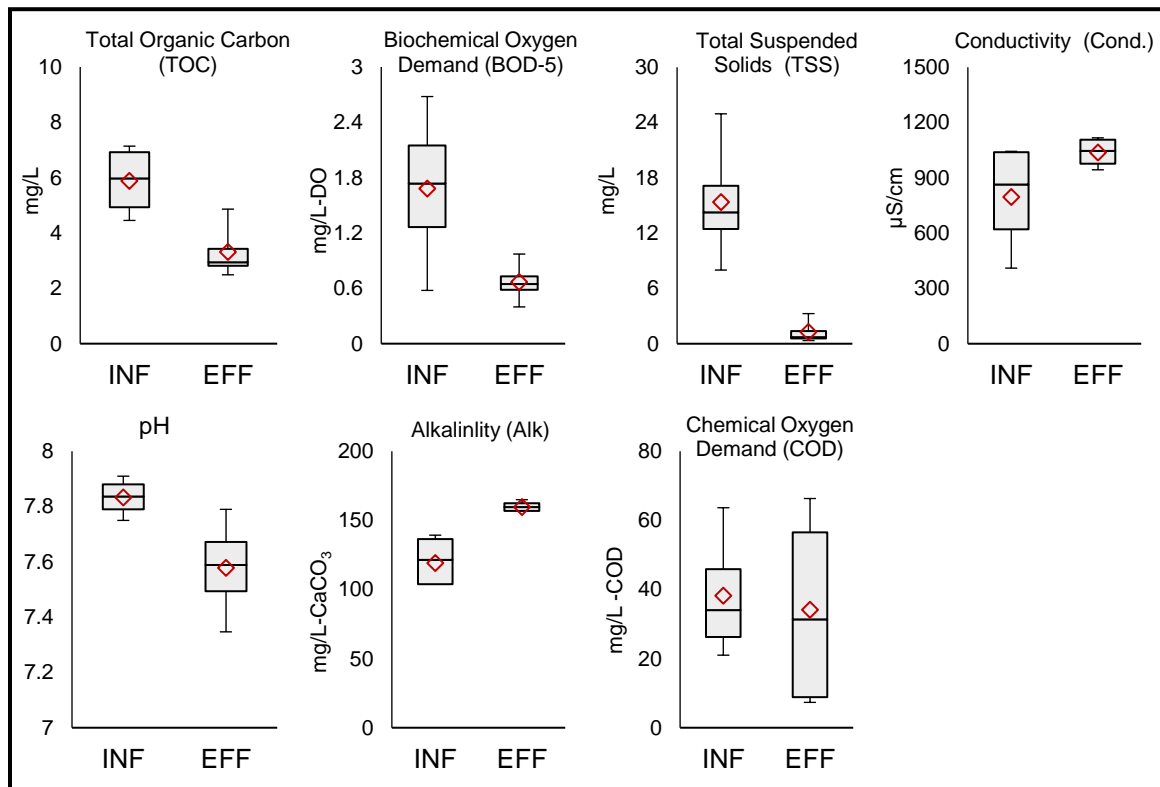 Total Organic Carbon
(TOC)
10
8
6
4
2
0
mg/L
INF EFF
Biochemical Oxygen
Demand (BOD-5)
3
2.4
1.8
1.2
0.6
0
mg/L-DO
INF EFF
Total Suspended
Solids (TSS)
30
24
18
12
6
0
mg/L
INF EFF
Conductivity (Cond.)
1500
1200
900
600
300
0
µS/cm
INF EFF
pH
8
7.8
7.6
7.4
7.2
7
INF EFF
Alkalinlity (Alk)
200
150
100
50
0
mg/L-CaCO₃
INF EFF
Chemical Oxygen
Demand (COD)
80
60
40
20
0
mg/L -COD
INF EFF